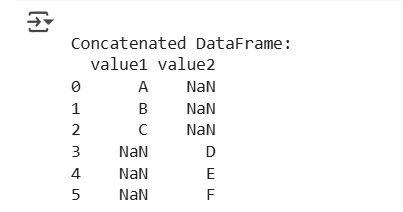 Concatenated DataFrame:
value1 value2
0 A NaN
1 B NaN
2 C NaN
3 NaN D
4 NaN E
5 NaN F